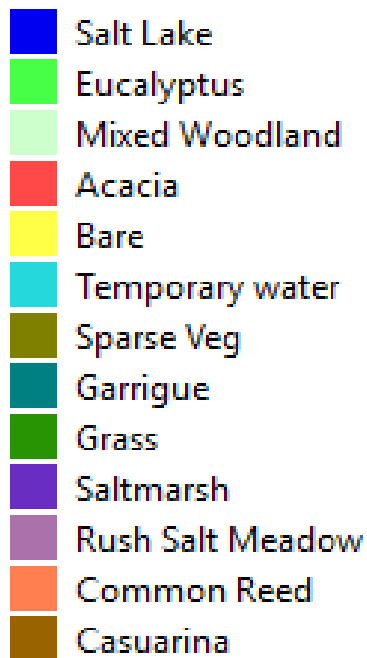 Salt Lake
Eucalyptus
Mixed Woodland
Acacia
Bare
Temporary water
Sparse Veg
Garrigue
Grass
Saltmarsh
Rush Salt Meadow
Common Reed
Casuarina